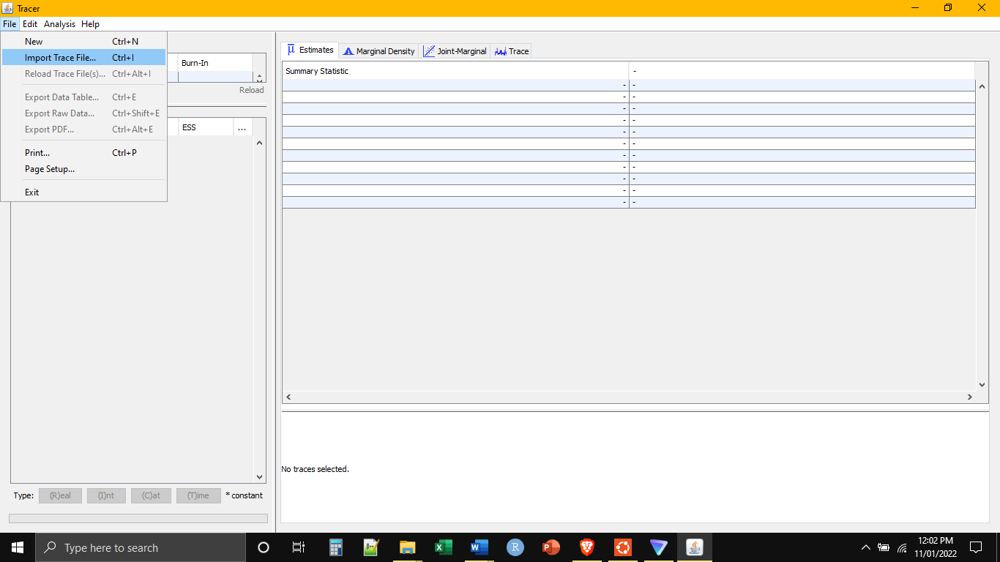 Tracer
File Edit Analysis Help
New Ctrl+N
Import Trace File... Ctrl+I
Reload Trace File(s)... Ctrl+Alt+I
Export Data Table... Ctrl+E
Export Raw Data... Ctrl+Shift+E
Export PDF... Ctrl+Alt+E
Print... Ctrl+P
Page Setup...
Exit
Burn-In
Reload
ESS ...
Type: (R)eal (I)nt (C)at (T)ime * constant
μ Estimates Marginal Density Joint-Marginal Trace
Summary Statistic -
- -
- -
- -
- -
- -
- -
- -
- -
- -
- -
- -
No traces selected.
Type here to search
12:02 PM
11/01/2022